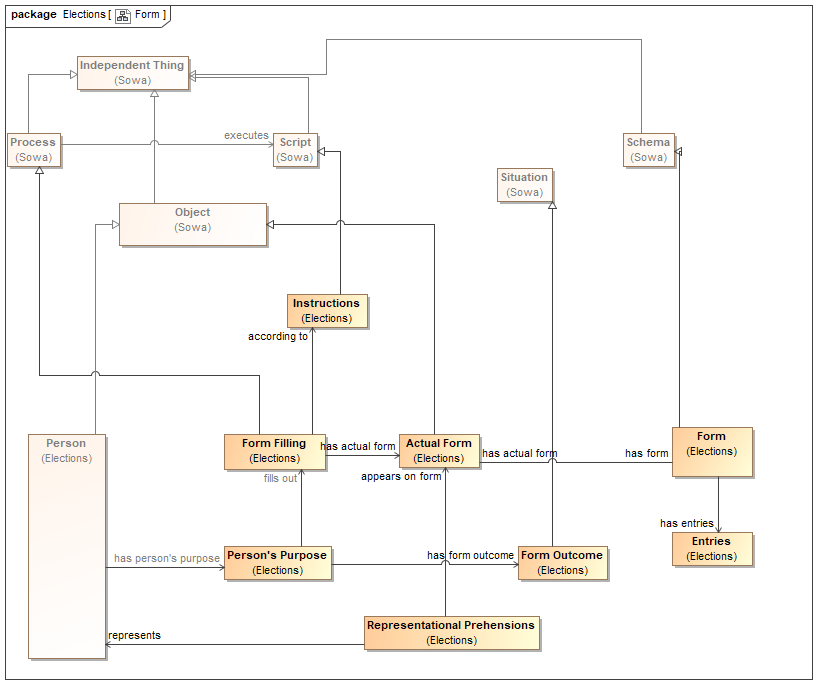 package Elections [ Form ]
Independent Thing
(Sowa)
executes
Process
(Sowa)
Script
(Sowa)
Schema
(Sowa)
Situation
(Sowa)
Object
(Sowa)
Instructions
(Elections)
according to
Person
(Elections)
Form Filling
(Elections)
has actual form
Actual Form
(Elections)
has actual form
has form
Form
(Elections)
fills out
appears on form
has entries
Entries
(Elections)
has person's purpose
Person's Purpose
(Elections)
has form outcome
Form Outcome
(Elections)
Representational Prehensions
(Elections)
represents